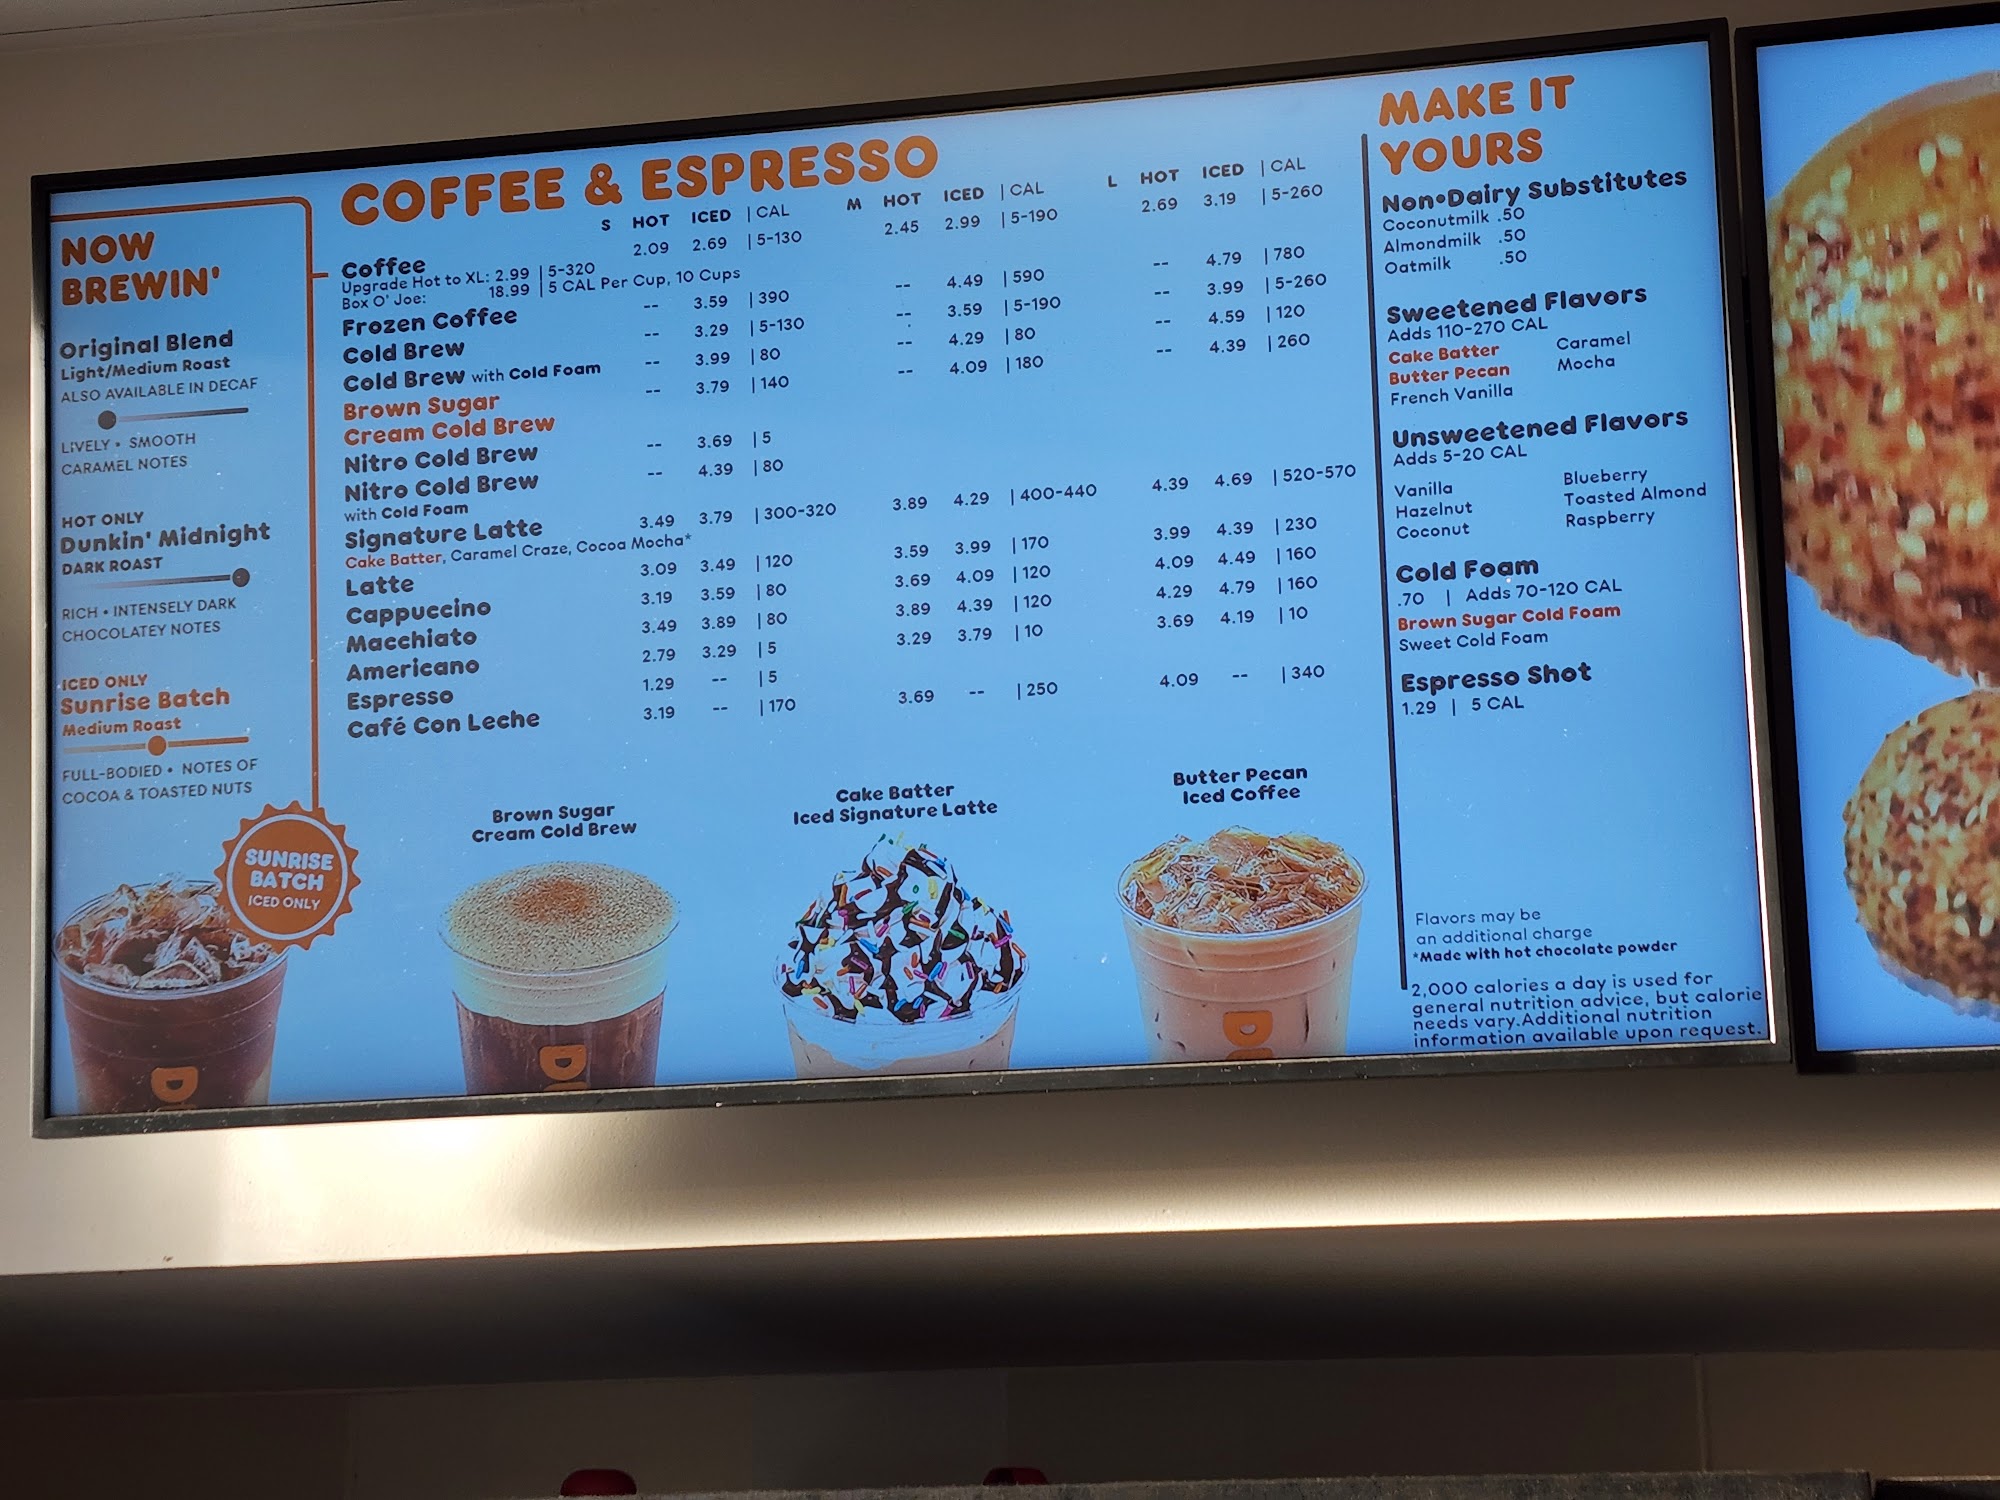 NOW
BREWIN'
Original Blend
Light/Medium Roast
ALSO AVAILABLE IN DECAF
LIVELY • SMOOTH
CARAMEL NOTES
HOT ONLY
Dunkin' Midnight
DARK ROAST
RICH • INTENSELY DARK
CHOCOLATEY NOTES
ICED ONLY
Sunrise Batch
Medium Roast
FULL-BODIED • NOTES OF
COCOA & TOASTED NUTS
SUNRISE
BATCH
ICED ONLY
COFFEE & ESPRESSO
S HOT ICED | CAL M HOT ICED | CAL L HOT ICED | CAL
Coffee 2.09 2.69 | 5-130 2.45 2.99 | 5-190 2.69 3.19 | 5-260
Upgrade Hot to XL: 2.99 | 5-320
Box O' Joe: 18.99 | 5 CAL Per Cup, 10 Cups
Frozen Coffee -- 3.59 | 390 -- 4.49 | 590 -- 4.79 | 780
Cold Brew -- 3.29 | 5-130 -- 3.59 | 5-190 -- 3.99 | 5-260
Cold Brew with Cold Foam -- 3.99 | 80 -- 4.29 | 80 -- 4.59 | 120
Brown Sugar -- 3.79 | 140 -- 4.09 | 180 -- 4.39 | 260
Cream Cold Brew
Nitro Cold Brew -- 3.69 | 5
Nitro Cold Brew -- 4.39 | 80
with Cold Foam
Signature Latte 3.49 3.79 | 300-320 3.89 4.29 | 400-440 4.39 4.69 | 520-570
Cake Batter, Caramel Craze, Cocoa Mocha*
Latte 3.09 3.49 | 120 3.59 3.99 | 170 3.99 4.39 | 230
Cappuccino 3.19 3.59 | 80 3.69 4.09 | 120 4.09 4.49 | 160
Macchiato 3.49 3.89 | 80 3.89 4.39 | 120 4.29 4.79 | 160
Americano 2.79 3.29 | 5 3.29 3.79 | 10 3.69 4.19 | 10
Espresso 1.29 -- | 5
Café Con Leche 3.19 -- | 170 3.69 -- | 250 4.09 -- | 340
Brown Sugar
Cream Cold Brew
Cake Batter
Iced Signature Latte
Butter Pecan
Iced Coffee
D
DU
DU
MAKE IT
YOURS
Non•Dairy Substitutes
Coconutmilk .50
Almondmilk .50
Oatmilk .50
Sweetened Flavors
Adds 110-270 CAL
Cake Batter Caramel
Butter Pecan Mocha
French Vanilla
Unsweetened Flavors
Adds 5-20 CAL
Vanilla Blueberry
Hazelnut Toasted Almond
Coconut Raspberry
Cold Foam
.70 | Adds 70-120 CAL
Brown Sugar Cold Foam
Sweet Cold Foam
Espresso Shot
1.29 | 5 CAL
Flavors may be
an additional charge
*Made with hot chocolate powder
2,000 calories a day is used for
general nutrition advice, but calorie
needs vary.Additional nutrition
information available upon request.